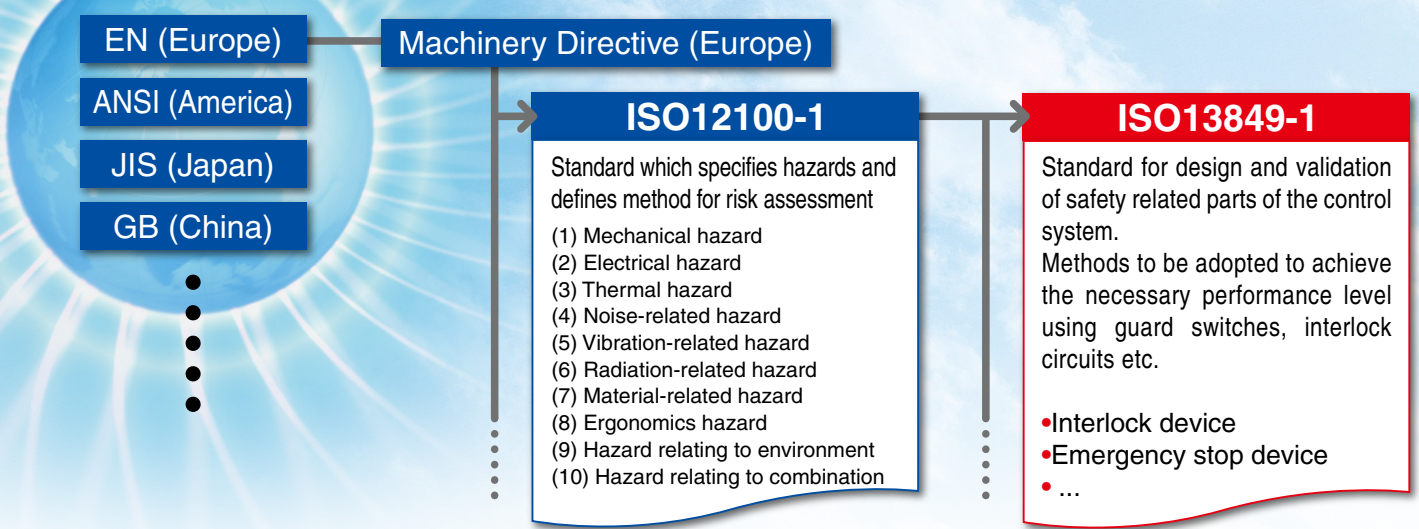 EN (Europe)
Machinery Directive (Europe)
ANSI (America)
JIS (Japan)
GB (China)
ISO12100-1
Standard which specifies hazards and
defines method for risk assessment
(1) Mechanical hazard
(2) Electrical hazard
(3) Thermal hazard
(4) Noise-related hazard
(5) Vibration-related hazard
(6) Radiation-related hazard
(7) Material-related hazard
(8) Ergonomics hazard
(9) Hazard relating to environment
(10) Hazard relating to combination
ISO13849-1
Standard for design and validation
of safety related parts of the control
system.
Methods to be adopted to achieve
the necessary performance level
using guard switches, interlock
circuits etc.
•Interlock device
•Emergency stop device
• ...